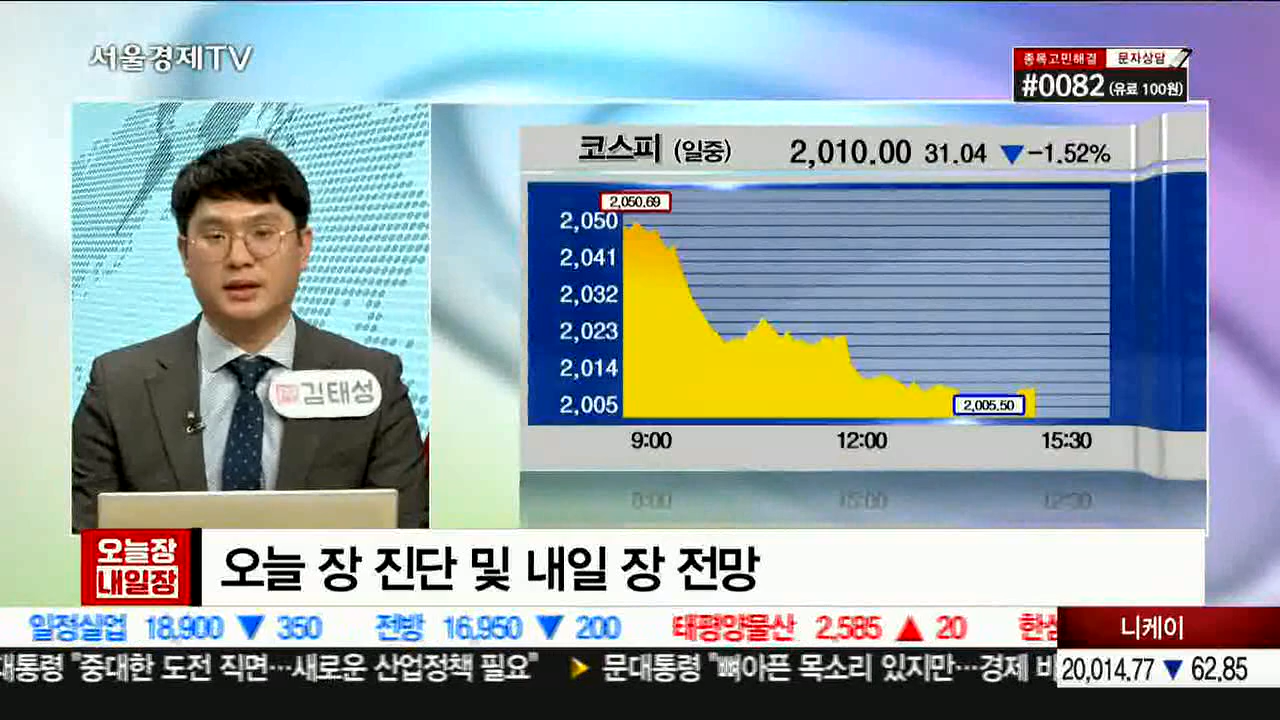 서울경제TV
종목고민해결 문자상담
#0082 (유료 100원)
코스피 (일중) 2,010.00 31.04 ▼-1.52%
2,050.69
2,050
2,041
2,032
2,023
2,014
2,005
2,005.50
9:00 12:00 15:30
김태성
오늘장
내일장
오늘 장 진단 및 내일 장 전망
일정실업 18,900 ▼ 350 전방 16,950 ▼ 200 태평양물산 2,585 ▲ 20
니케이
대통령 "중대한 도전 직면…새로운 산업정책 필요" ▶ 문대통령 "뼈아픈 목소리 있지만…경제
20,014.77 ▼ 62,85